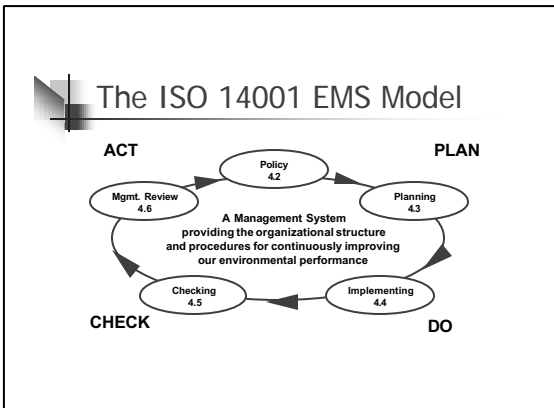 The ISO 14001 EMS Model
ACT
PLAN
Policy
4.2
Mgmt. Review
4.6
Planning
4.3
A Management System
providing the organizational structure
and procedures for continuously improving
our environmental performance
Checking
4.5
Implementing
4.4
CHECK
DO